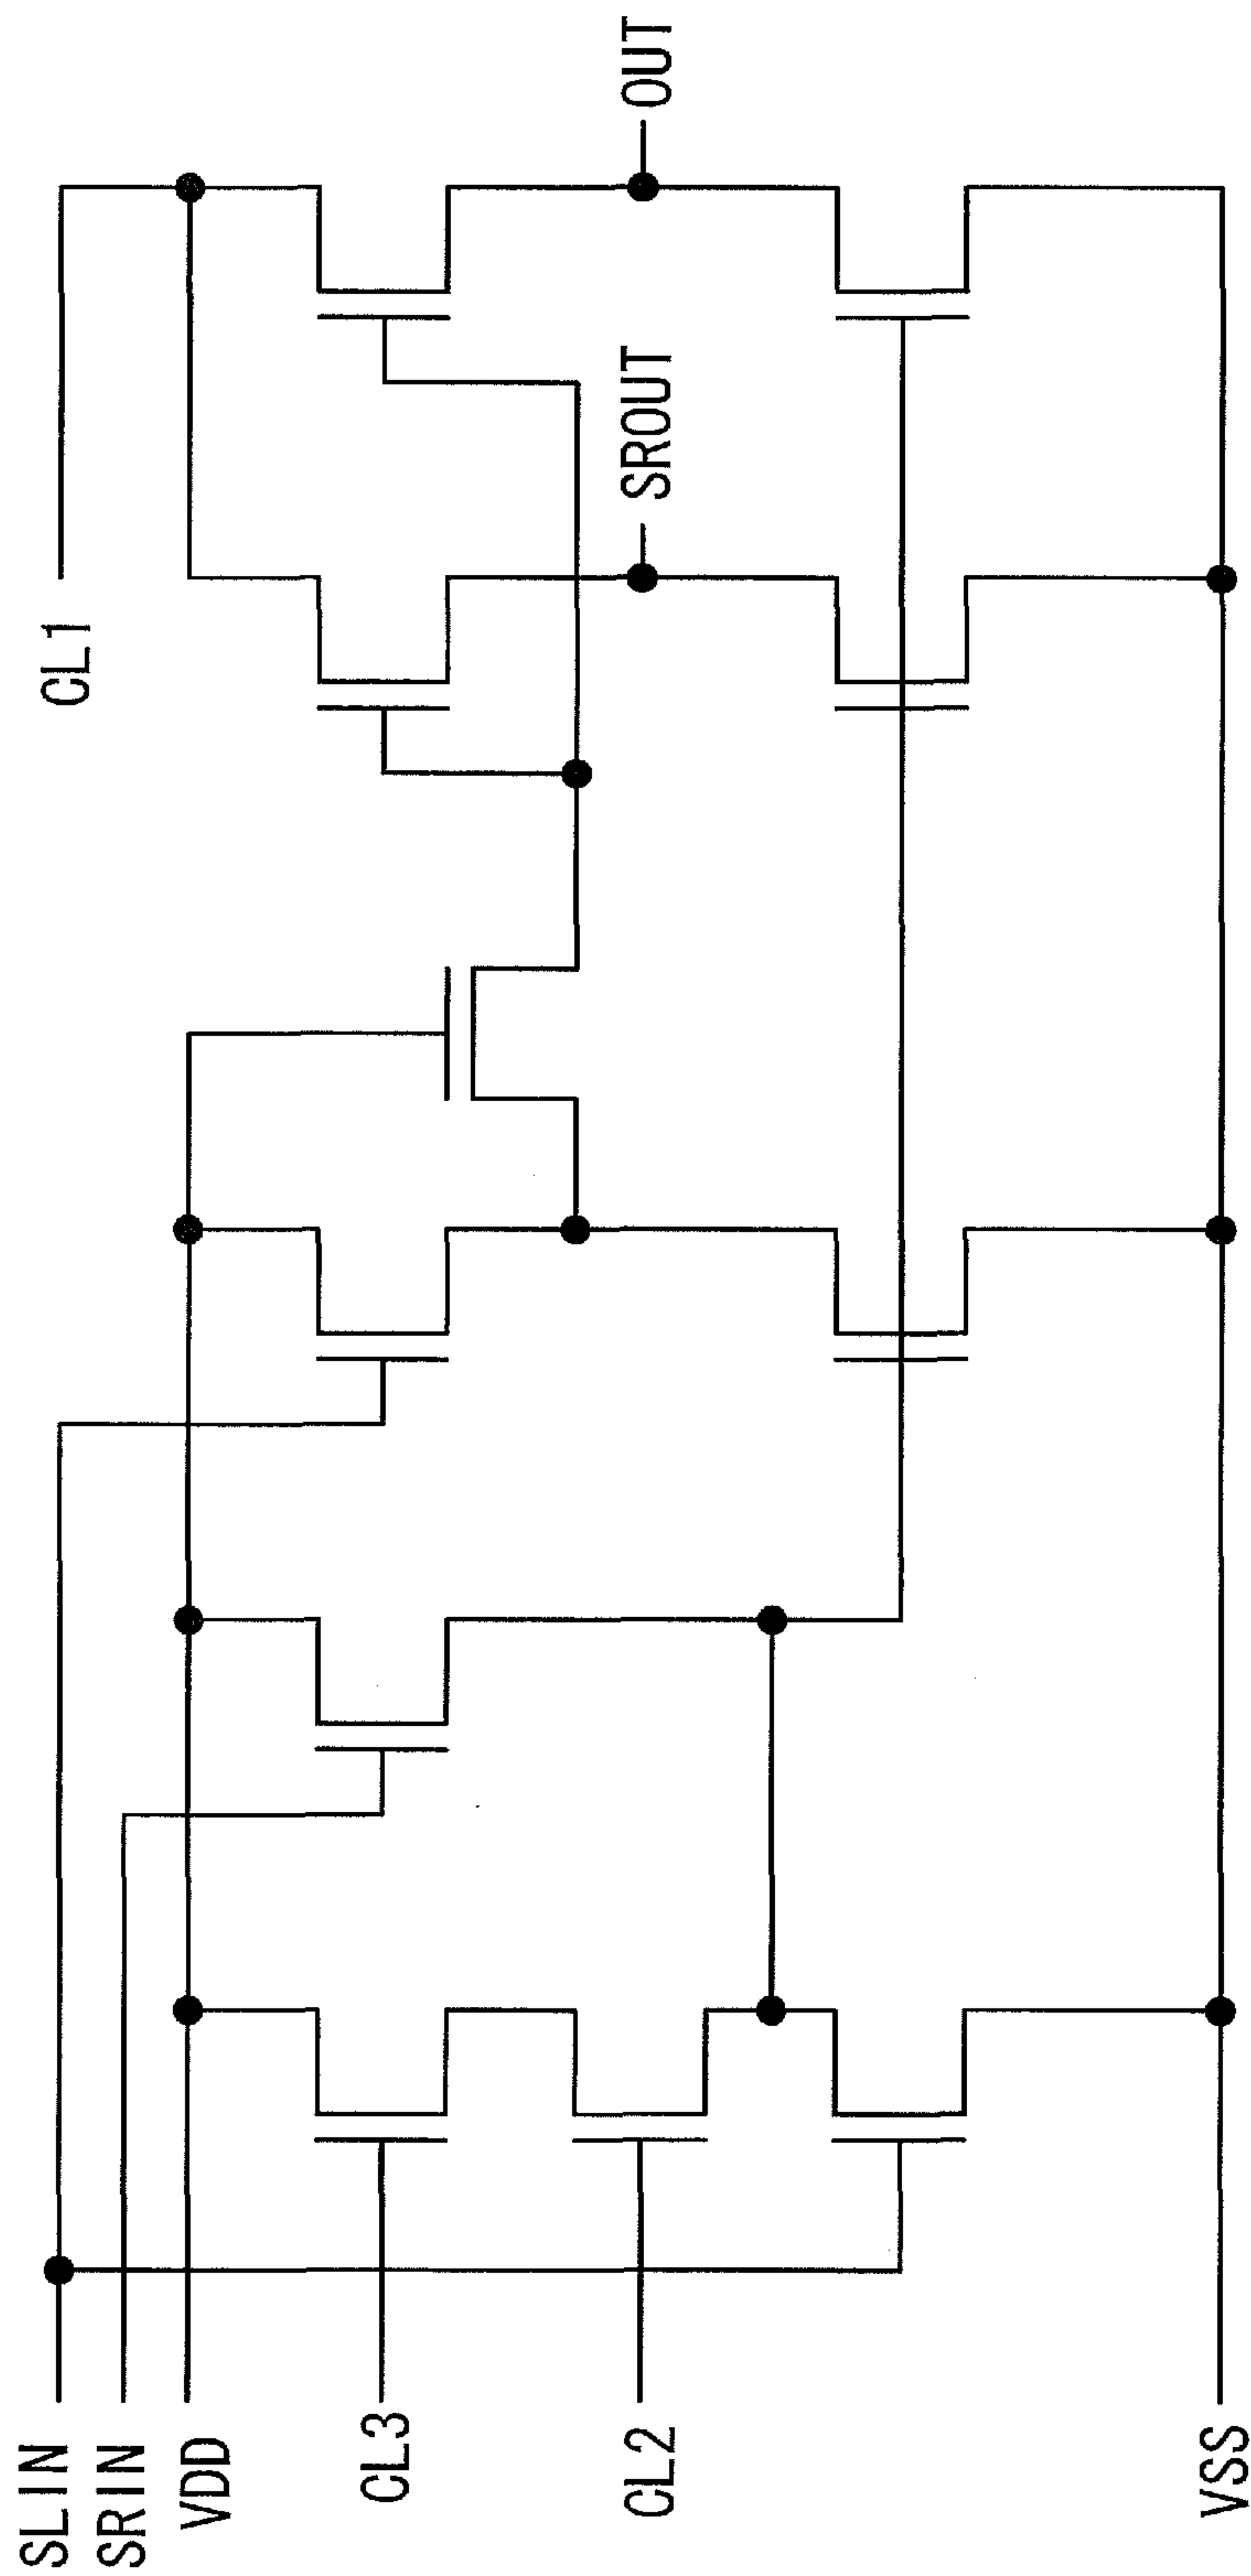 SLIN
SRIN
VDD
CL3
CL2
VSS
CL1
SROUT
OUT